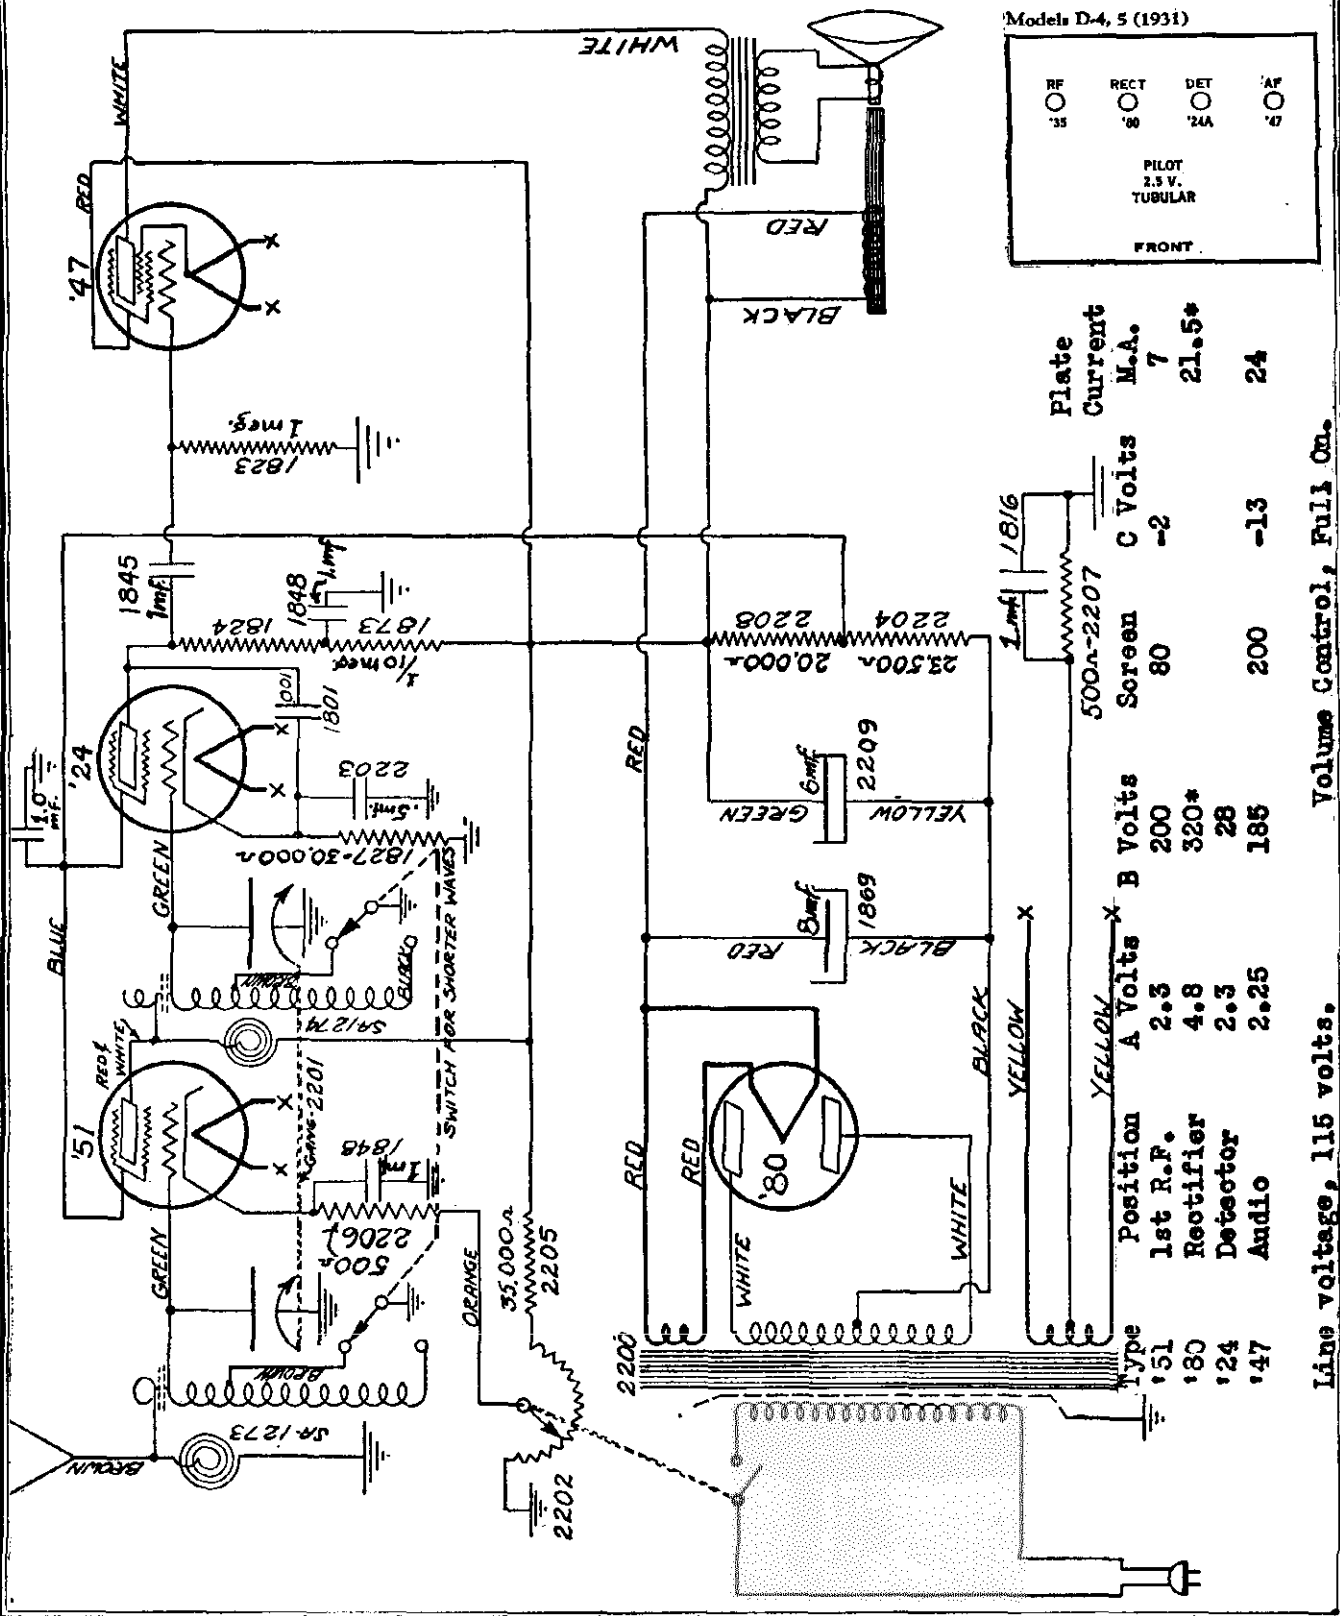 Models D-4, 5 (1931)
RF RECT DET AF
'35 '80 '24A '47
PILOT
2.5 V.
TUBULAR
FRONT
WHITE
WHITE
RED
'47
1 meg.
1823
RED
BLACK
1845
1mf.
1824
1848
.1mf
1873
1/10 meg.
.001
1801
'24
1.0
m.f.
2203
.5mf.
1827-30,000Ω
GREEN
BLUE
BROWN
BLACK
SA1274
SWITCH FOR SHORTER WAVES
RED &
WHITE
'51
GANG-2201
1848
.1mf
2206
500Ω
GREEN
BROWN
SA-1273
BROWN
ORANGE
35,000Ω
2205
2202
2208
20,000Ω
2204
23,500Ω
RED
6mf
2209
GREEN
YELLOW
8mf
1869
RED
BLACK
BLACK
RED
RED
'80
WHITE
WHITE
2200
YELLOW
YELLOW
.1mf
1816
500Ω-2207
Type Position A Volts B Volts Screen C Volts Plate Current M.A.
'51 1st R.F. 2.3 200 80 -2 7
'80 Rectifier 4.8 320* 21.5*
'24 Detector 2.3 28
'47 Audio 2.25 185 200 -13 24
Line voltage, 115 volts. Volume Control, Full On.